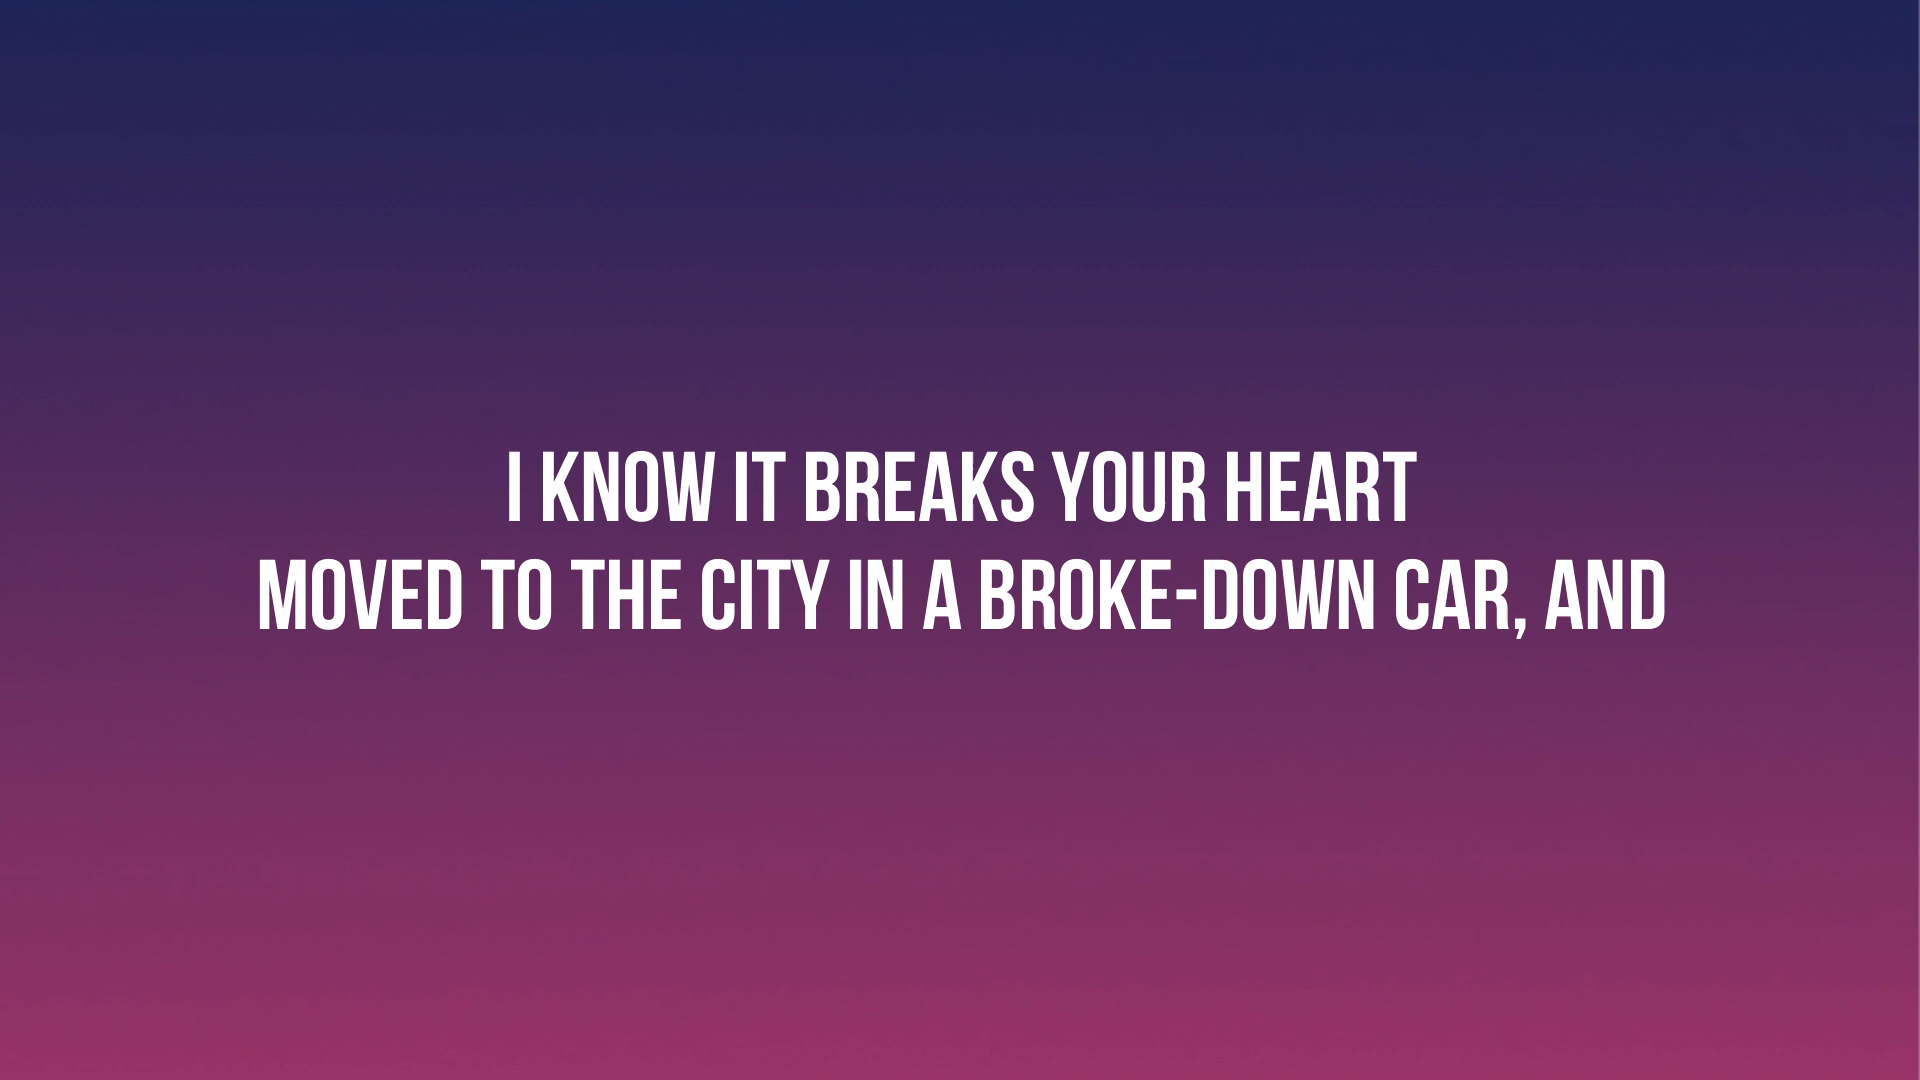 I KNOW IT BREAKS YOUR HEART
MOVED TO THE CITY IN A BROKE-DOWN CAR, AND